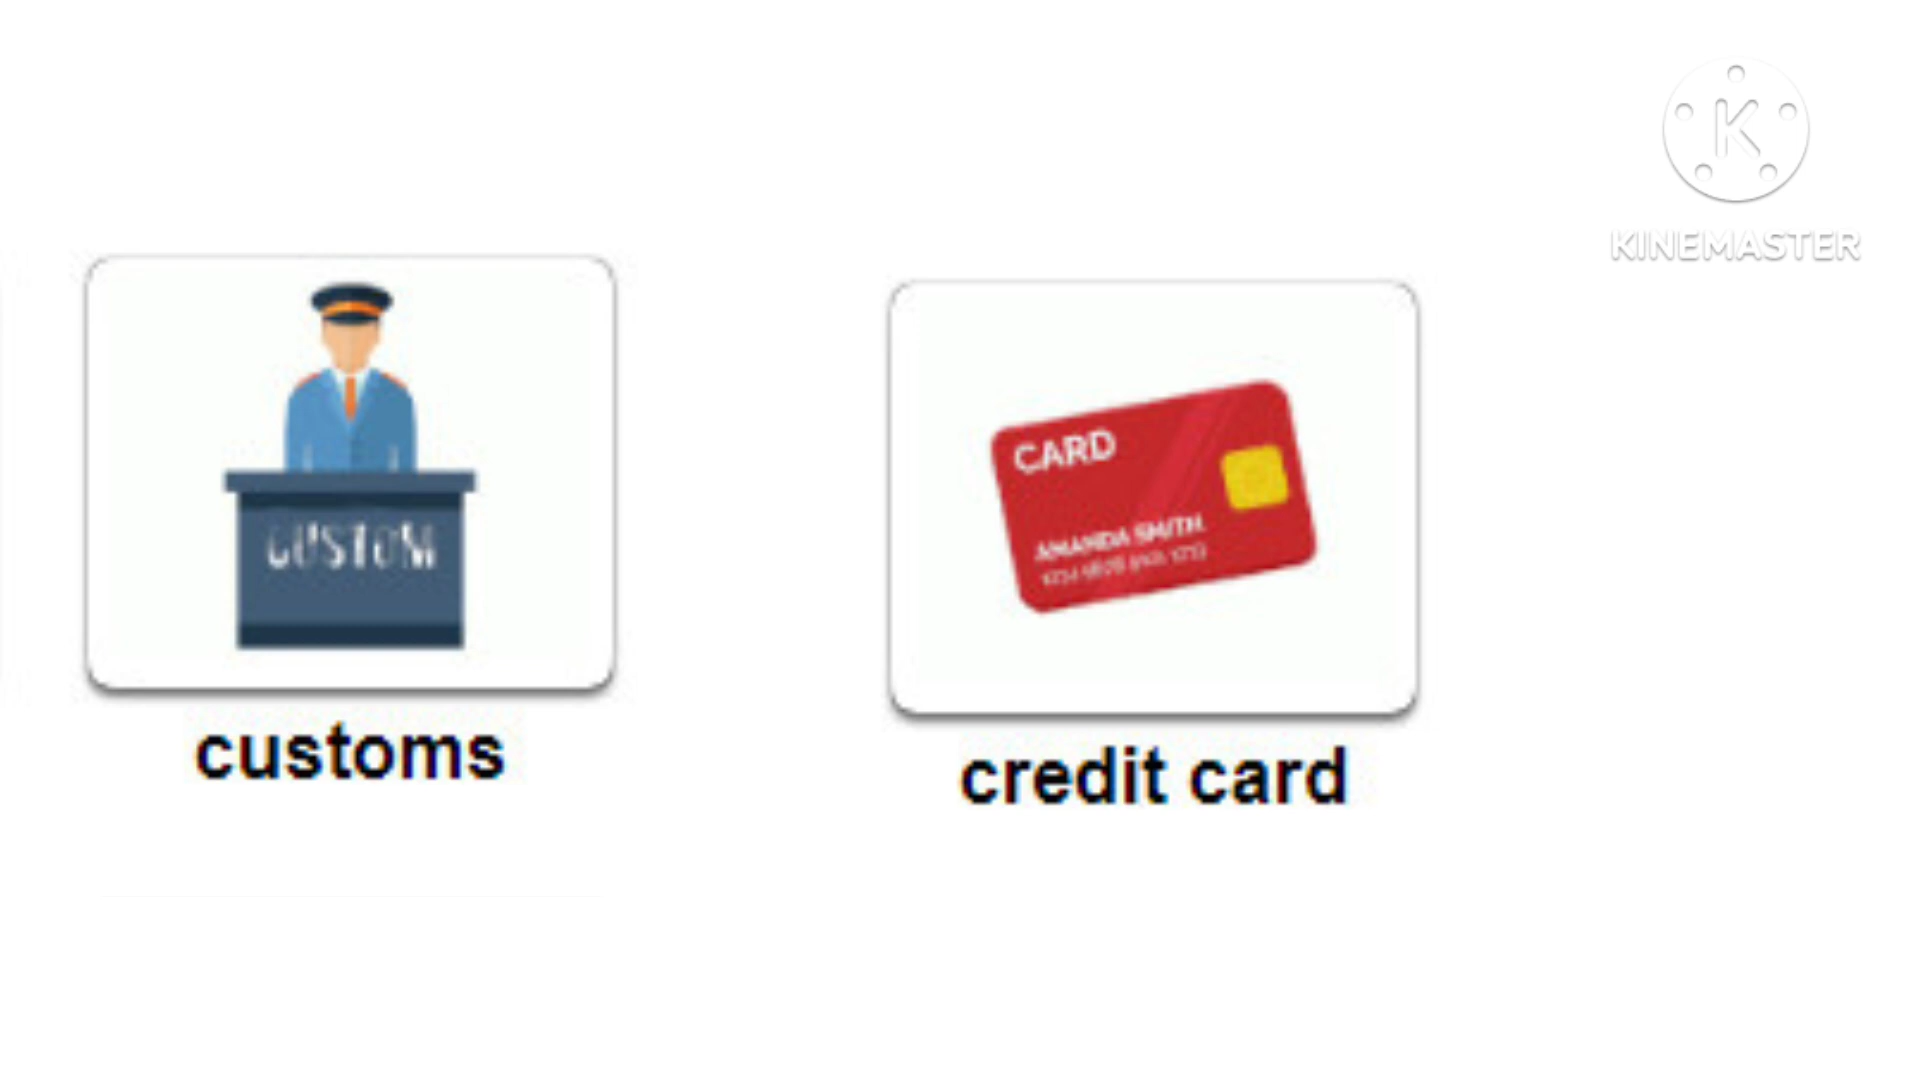 K
KINEMASTER
CUSTOM
customs
CARD
AMANDA SMITH
credit card